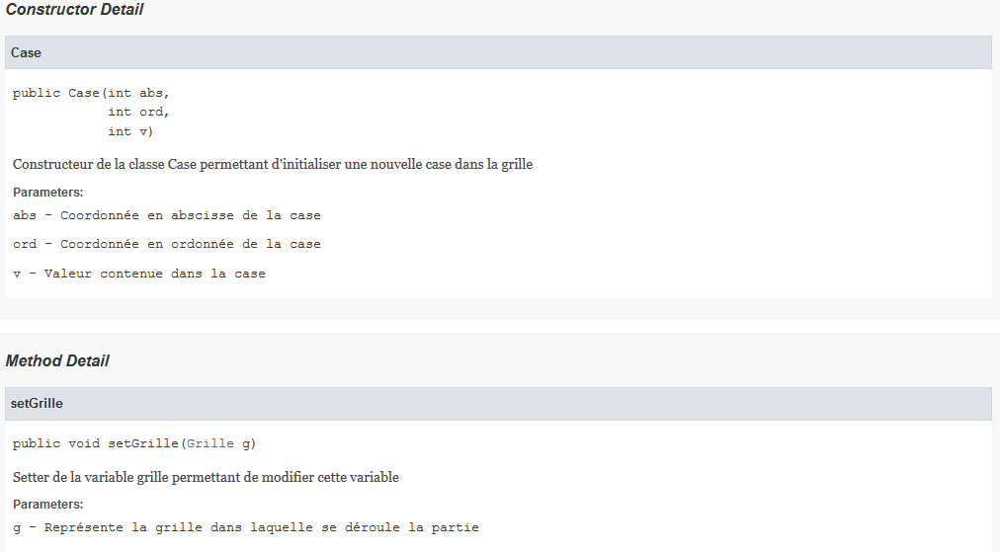 Constructor Detail
Case
public Case(int abs,
int ord,
int v)
Constructeur de la classe Case permettant d'initialiser une nouvelle case dans la grille
Parameters:
abs - Coordonnée en abscisse de la case
ord - Coordonnée en ordonnée de la case
v - Valeur contenue dans la case
Method Detail
setGrille
public void setGrille(Grille g)
Setter de la variable grille permettant de modifier cette variable
Parameters:
g - Représente la grille dans laquelle se déroule la partie